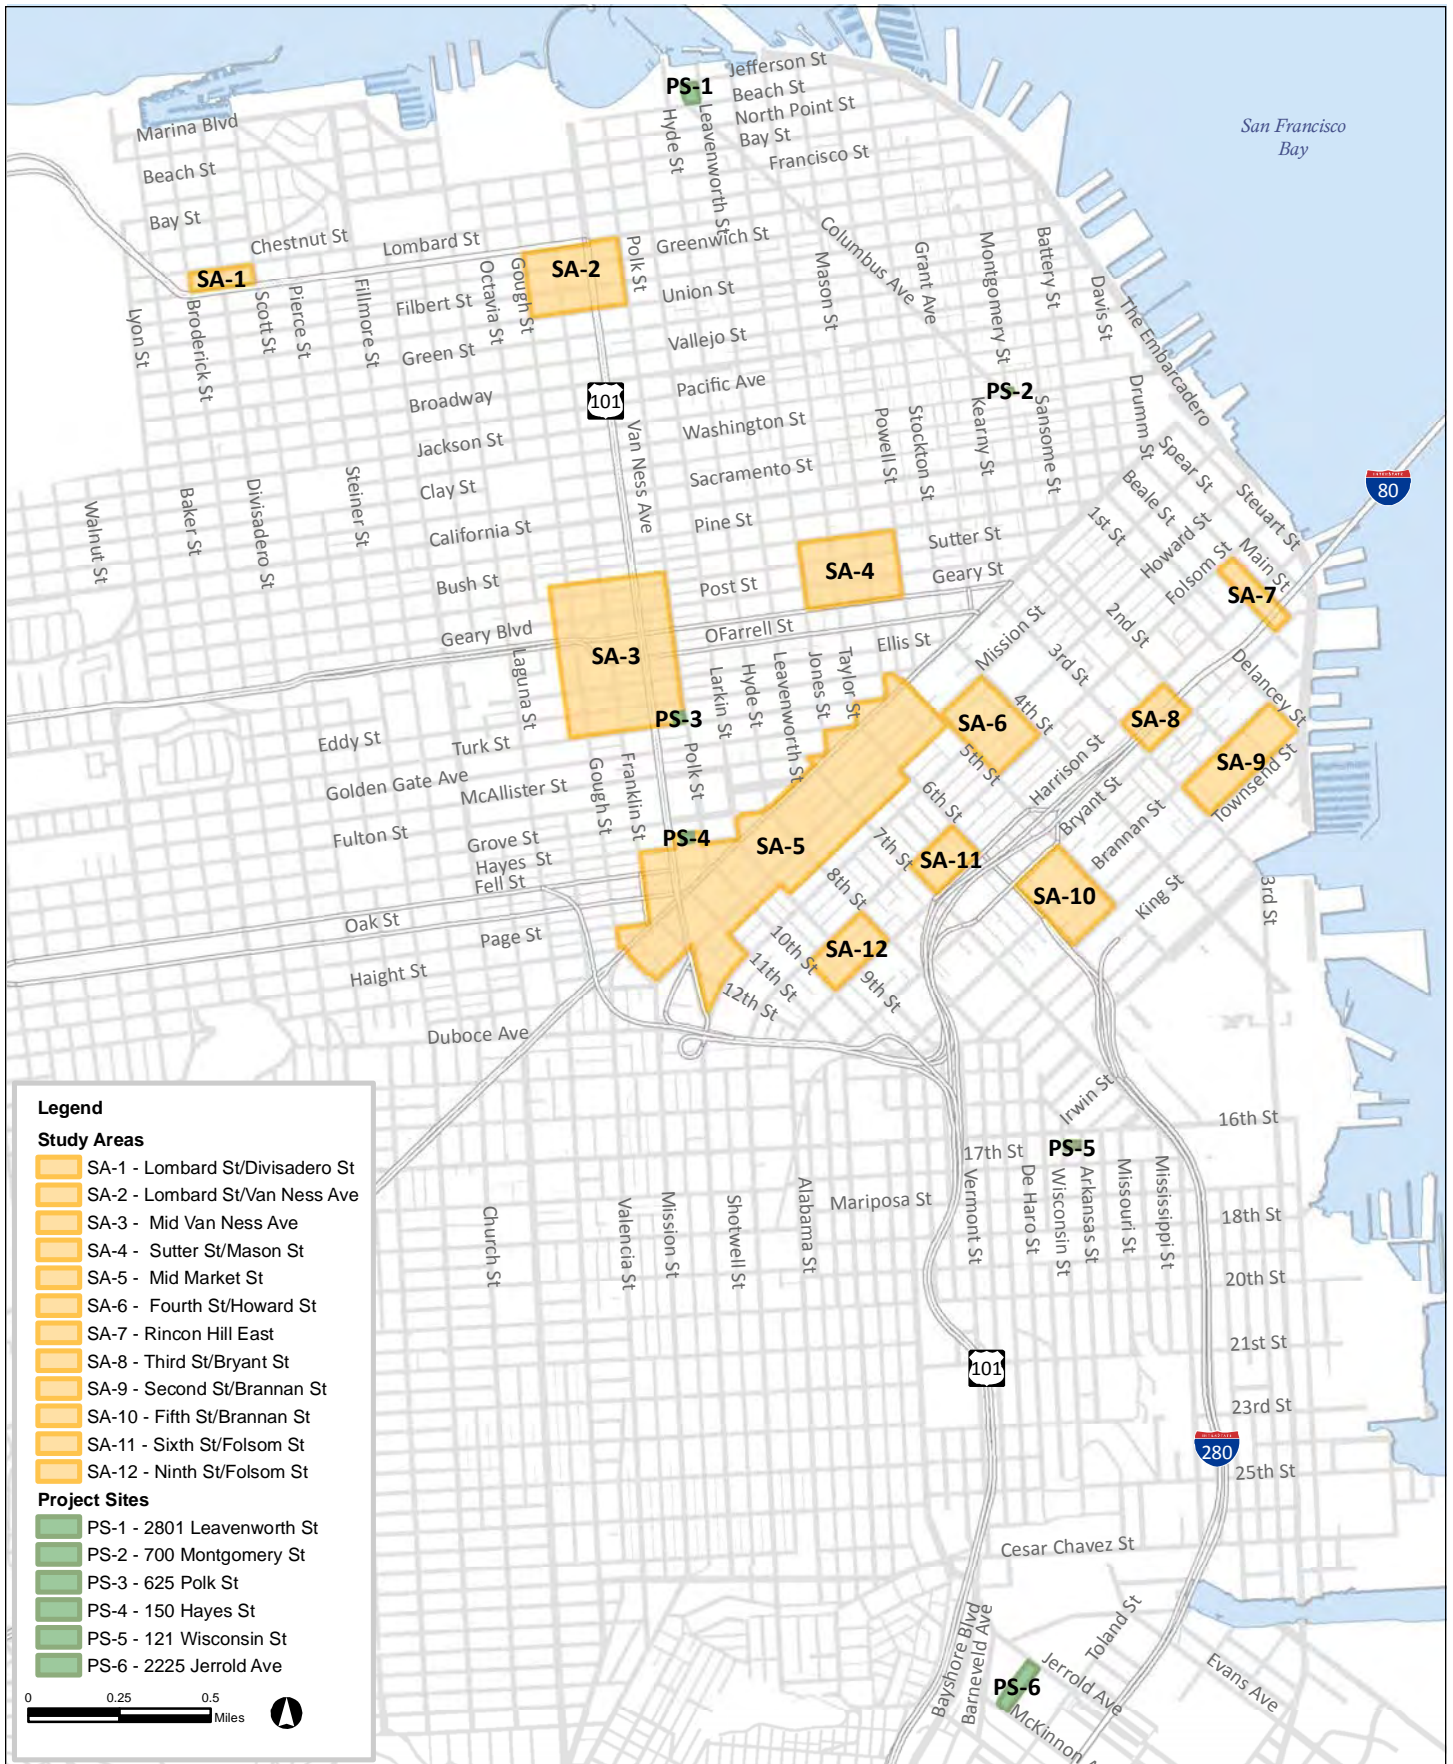 Jefferson St
PS-1
Beach St
North Point St
Bay St
Francisco St
Hyde St
Leavenworth St
San Francisco
Bay
Marina Blvd
Beach St
Bay St
Chestnut St
Lombard St
Greenwich St
Columbus Ave
Grant Ave
Montgomery St
Battery St
Davis St
The Embarcadero
SA-1
SA-2
Polk St
Union St
Mason St
Lyon St
Broderick St
Scott St
Pierce St
Fillmore St
Filbert St
Octavia St
Gough St
Green St
Vallejo St
Broadway
101
Pacific Ave
PS-2
Washington St
Powell St
Stockton St
Kearny St
Sansome St
Drumm St
Spear St
Steuart St
Jackson St
Van Ness Ave
Sacramento St
Clay St
Pine St
California St
Walnut St
Baker St
Divisadero St
Steiner St
80
Beale St
1st St
Howard St
Folsom St
Main St
Sutter St
Bush St
Post St
SA-4
Geary St
SA-7
Geary Blvd
OFarrell St
Ellis St
Mission St
2nd St
3rd St
Delancey St
SA-3
Laguna St
Larkin St
Hyde St
Leavenworth St
Jones St
Taylor St
PS-3
SA-6
4th St
SA-8
Eddy St
Turk St
Polk St
5th St
Harrison St
SA-9
Townsend St
Golden Gate Ave
McAllister St
Gough St
Franklin St
6th St
Bryant St
Brannan St
Fulton St
Grove St
PS-4
SA-5
7th St
SA-11
Hayes St
Fell St
8th St
SA-10
King St
3rd St
Oak St
Page St
10th St
SA-12
Haight St
11th St
9th St
12th St
Duboce Ave
Irwin St
16th St
17th St
PS-5
Church St
Valencia St
Mission St
Shotwell St
Alabama St
Mariposa St
Vermont St
De Haro St
Wisconsin St
Arkansas St
Missouri St
Mississippi St
18th St
20th St
21st St
101
23rd St
280
25th St
Cesar Chavez St
Bayshore Blvd
Barneveld Ave
Toland St
PS-6
Jerrold Ave
McKinnon
Evans Ave
Legend
Study Areas
SA-1 - Lombard St/Divisadero St
SA-2 - Lombard St/Van Ness Ave
SA-3 - Mid Van Ness Ave
SA-4 - Sutter St/Mason St
SA-5 - Mid Market St
SA-6 - Fourth St/Howard St
SA-7 - Rincon Hill East
SA-8 - Third St/Bryant St
SA-9 - Second St/Brannan St
SA-10 - Fifth St/Brannan St
SA-11 - Sixth St/Folsom St
SA-12 - Ninth St/Folsom St
Project Sites
PS-1 - 2801 Leavenworth St
PS-2 - 700 Montgomery St
PS-3 - 625 Polk St
PS-4 - 150 Hayes St
PS-5 - 121 Wisconsin St
PS-6 - 2225 Jerrold Ave
0 0.25 0.5
Miles